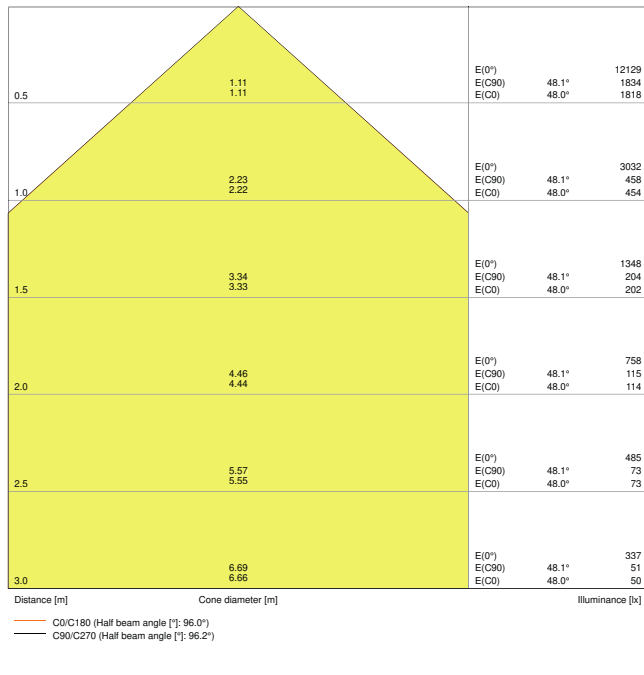 E(0°) 12129
1.11 E(C90) 48.1° 1834
0.5 1.11 E(C0) 48.0° 1818
E(0°) 3032
2.23 E(C90) 48.1° 458
1.0 2.22 E(C0) 48.0° 454
E(0°) 1348
3.34 E(C90) 48.1° 204
1.5 3.33 E(C0) 48.0° 202
E(0°) 758
4.46 E(C90) 48.1° 115
2.0 4.44 E(C0) 48.0° 114
E(0°) 485
5.57 E(C90) 48.1° 73
2.5 5.55 E(C0) 48.0° 73
E(0°) 337
6.69 E(C90) 48.1° 51
3.0 6.66 E(C0) 48.0° 50
Distance [m] Cone diameter [m] Illuminance [lx]
C0/C180 (Half beam angle [°]: 96.0°)
C90/C270 (Half beam angle [°]: 96.2°)